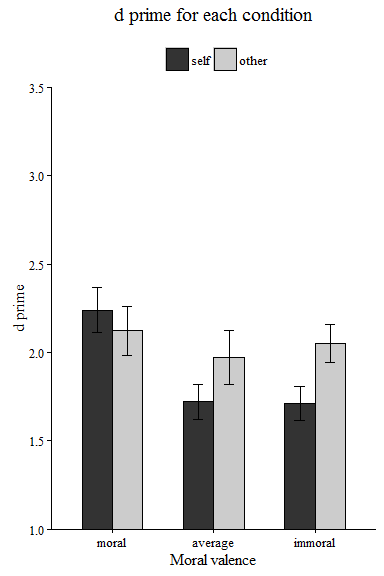 d prime for each condition
self other
3.5
3.0
2.5
2.0
1.5
1.0
d prime
moral average immoral
Moral valence